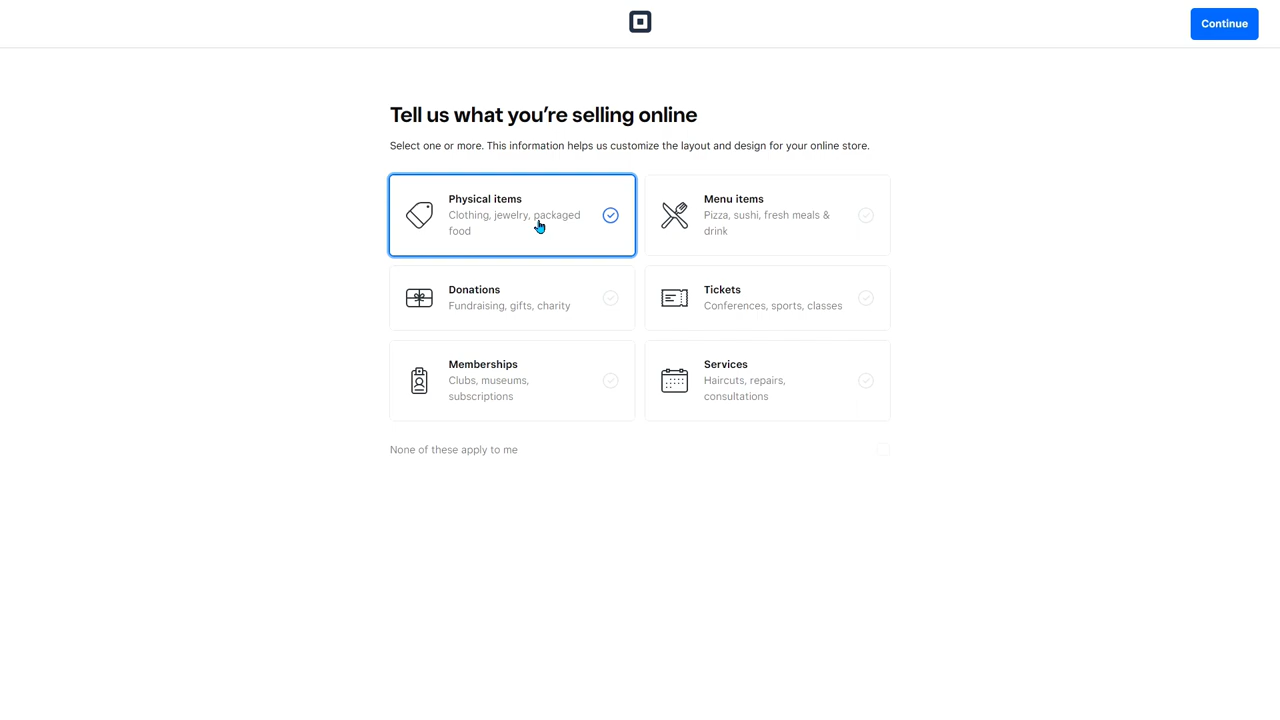 Continue
Tell us what you're selling online
Select one or more. This information helps us customize the layout and design for your online store.
Physical items
Clothing, jewelry, packaged
food
Menu items
Pizza, sushi, fresh meals &
drink
Donations
Fundraising, gifts, charity
Tickets
Conferences, sports, classes
Memberships
Clubs, museums,
subscriptions
Services
Haircuts, repairs,
consultations
None of these apply to me